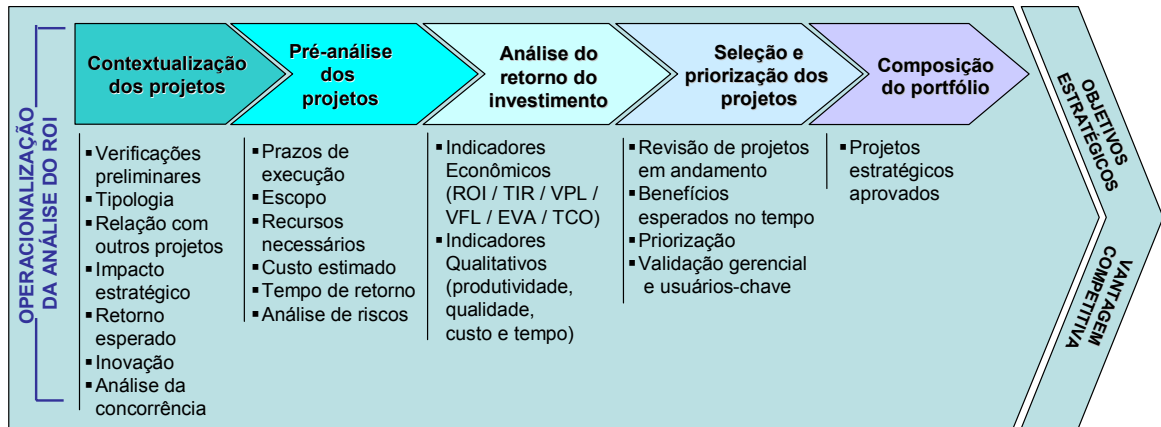 OPERACIONALIZAÇÃO
DA ANÁLISE DO ROI
Contextualização
dos projetos
▪ Verificações
preliminares
▪ Tipologia
▪ Relação com
outros projetos
▪ Impacto
estratégico
▪ Retorno
esperado
▪ Inovação
▪ Análise da
concorrência
Pré-análise
dos
projetos
▪ Prazos de
execução
▪ Escopo
▪ Recursos
necessários
▪ Custo estimado
▪ Tempo de retorno
▪ Análise de riscos
Análise do
retorno do
investimento
▪ Indicadores
Econômicos
(ROI / TIR / VPL /
VFL / EVA / TCO)
▪ Indicadores
Qualitativos
(produtividade,
qualidade,
custo e tempo)
Seleção e
priorização dos
projetos
▪ Revisão de projetos
em andamento
▪ Benefícios
esperados no tempo
▪ Priorização
▪ Validação gerencial
e usuários-chave
Composição
do portfólio
▪ Projetos
estratégicos
aprovados
OBJETIVOS
ESTRATÉGICOS
VANTAGEM
COMPETITIVA